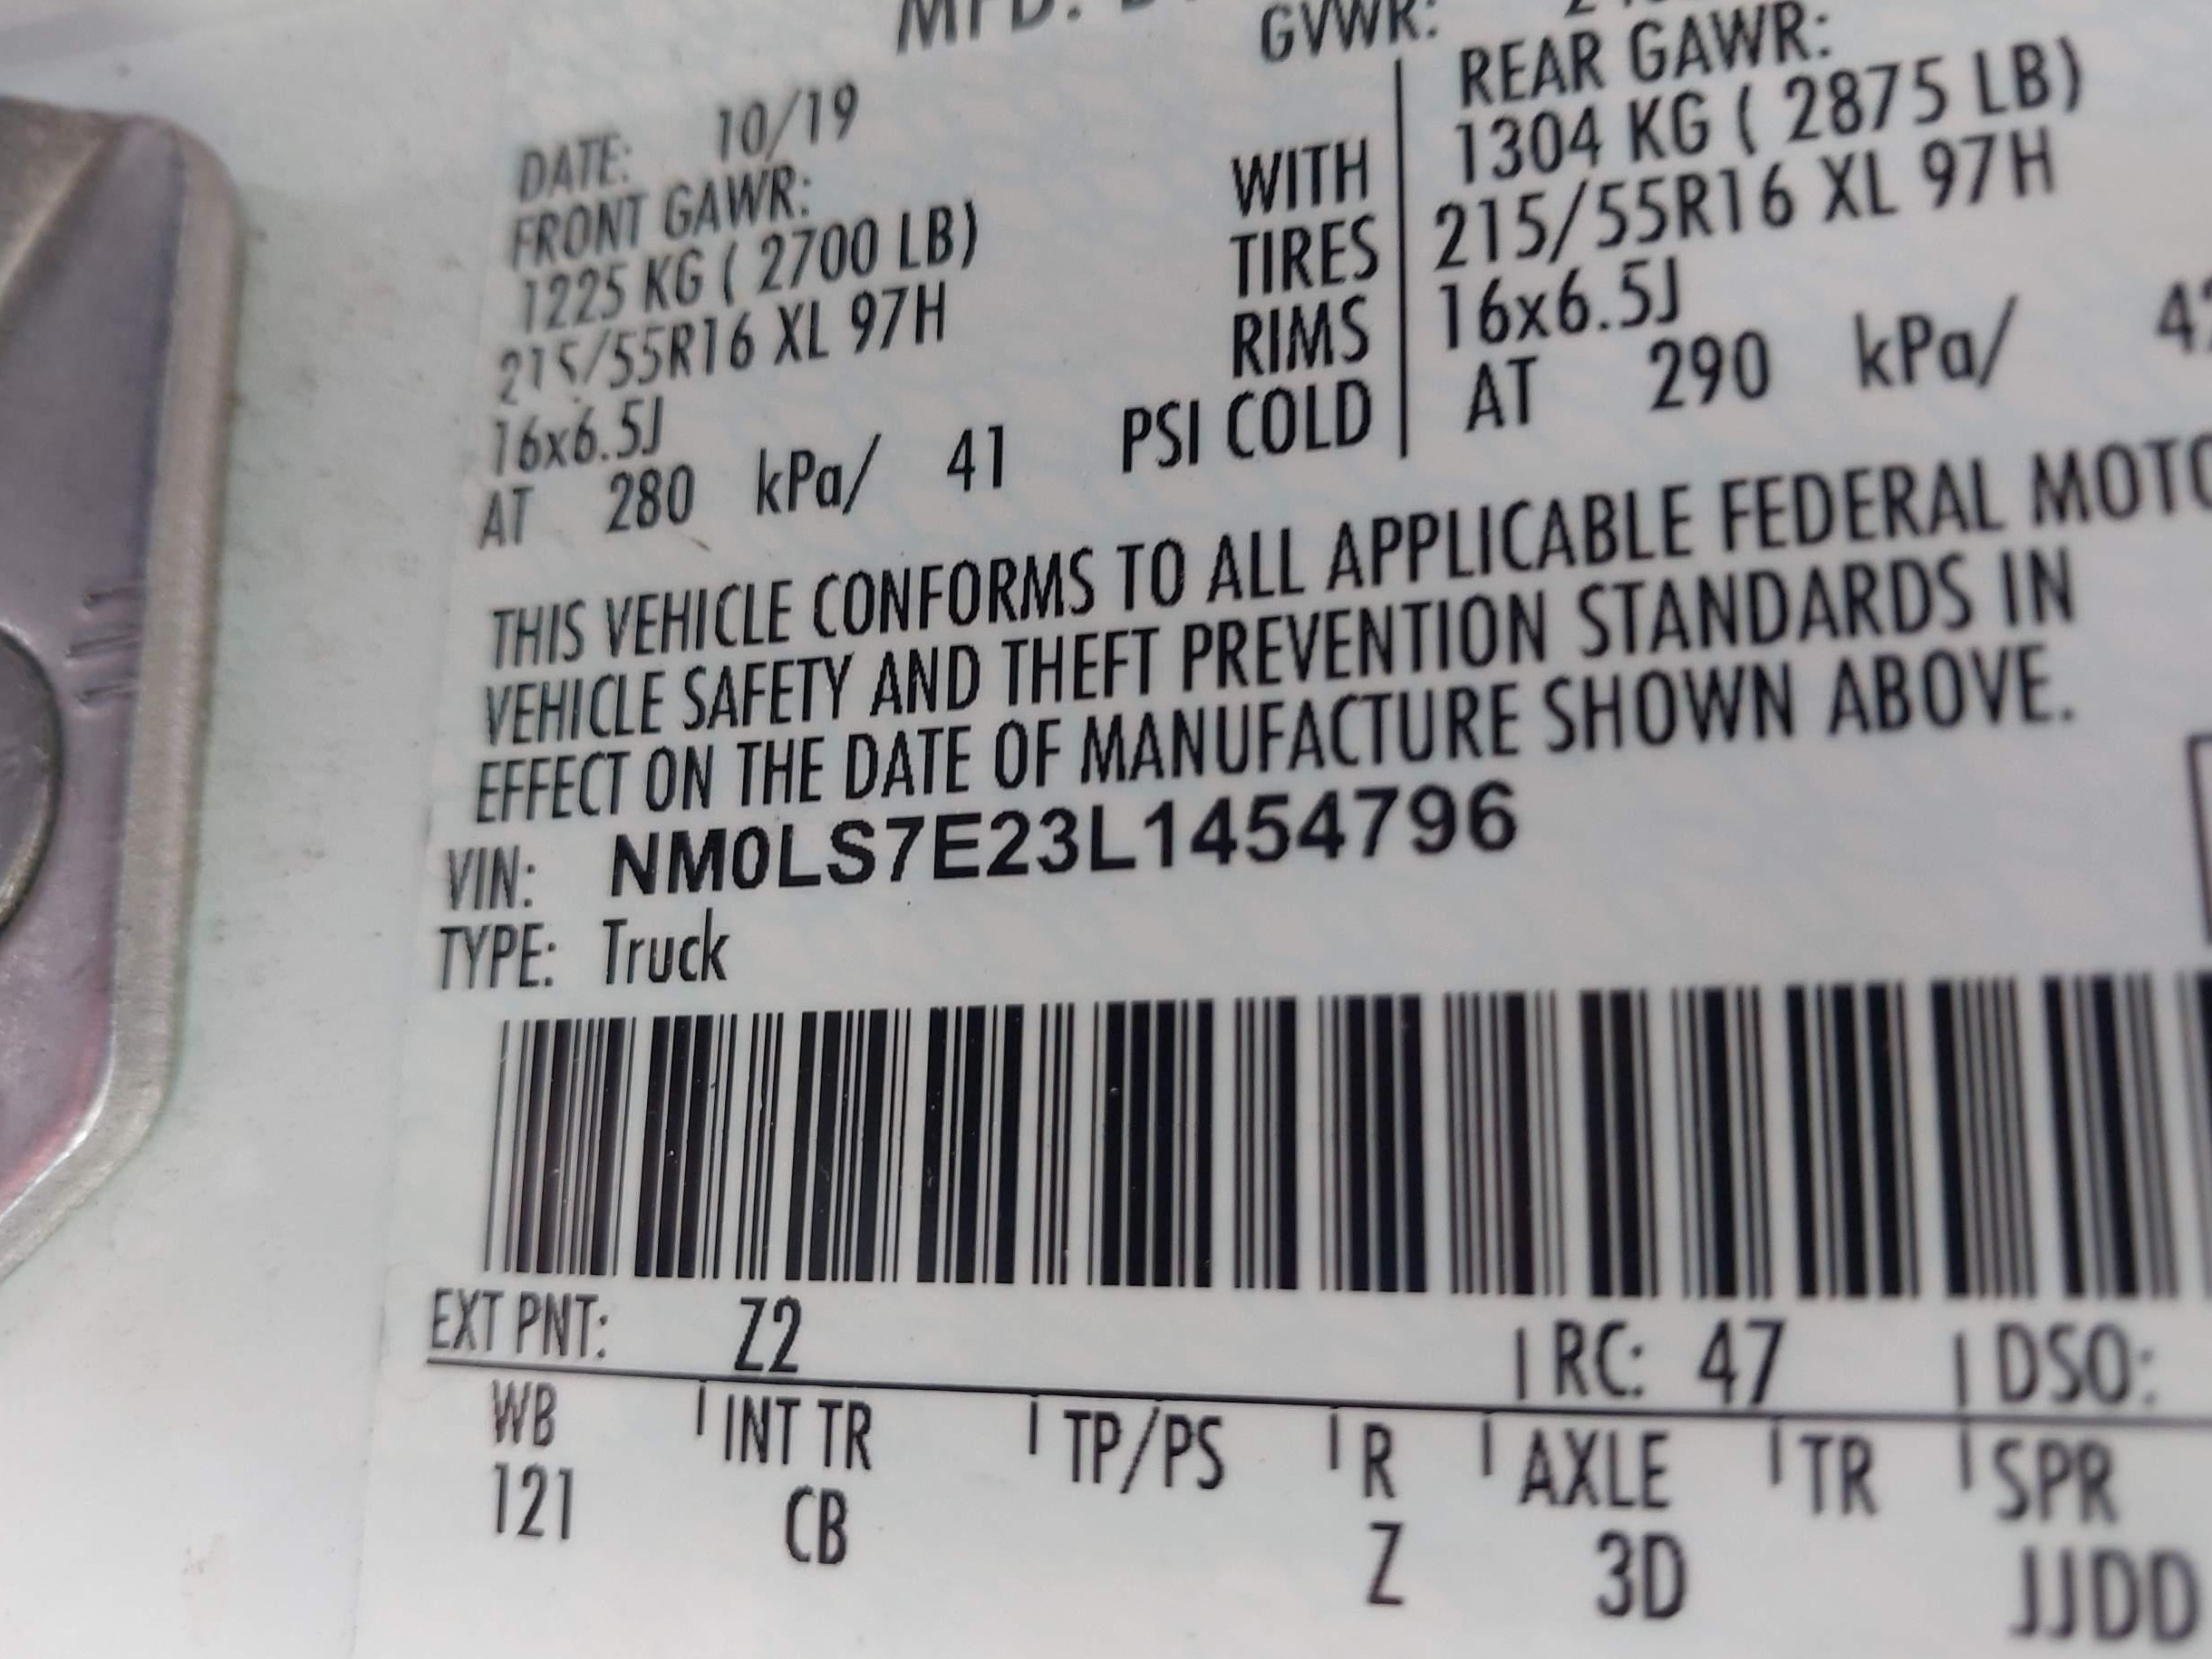 MFD.
GVWR:
DATE: 10/19
FRONT GAWR:
1225 KG ( 2700 LB)
215/55R16 XL 97H
16x6.5J
AT 280 kPa/ 41 PSI COLD
WITH
TIRES
RIMS
REAR GAWR:
1304 KG ( 2875 LB)
215/55R16 XL 97H
16x6.5J
AT 290 kPa/
THIS VEHICLE CONFORMS TO ALL APPLICABLE FEDERAL MOTO
VEHICLE SAFETY AND THEFT PREVENTION STANDARDS IN
EFFECT ON THE DATE OF MANUFACTURE SHOWN ABOVE.
VIN: NM0LS7E23L1454796
TYPE: Truck
EXT PNT: Z2 RC: 47 DSO:
WB INT TR TP/PS R AXLE TR SPR
121 CB Z 3D JJDD